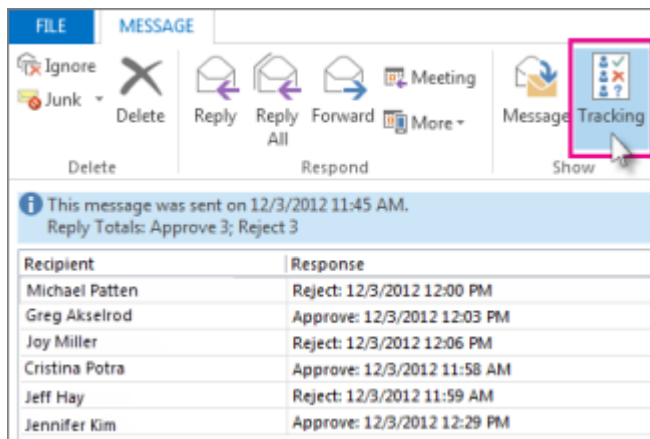 FILE MESSAGE
Ignore
Junk
Delete
Reply
Reply All
Forward
Meeting
More
Message
Tracking
Delete
Respond
Show
This message was sent on 12/3/2012 11:45 AM.
Reply Totals: Approve 3; Reject 3
Recipient Response
Michael Patten Reject: 12/3/2012 12:00 PM
Greg Akselrod Approve: 12/3/2012 12:03 PM
Joy Miller Reject: 12/3/2012 12:06 PM
Cristina Potra Approve: 12/3/2012 11:58 AM
Jeff Hay Reject: 12/3/2012 11:59 AM
Jennifer Kim Approve: 12/3/2012 12:29 PM